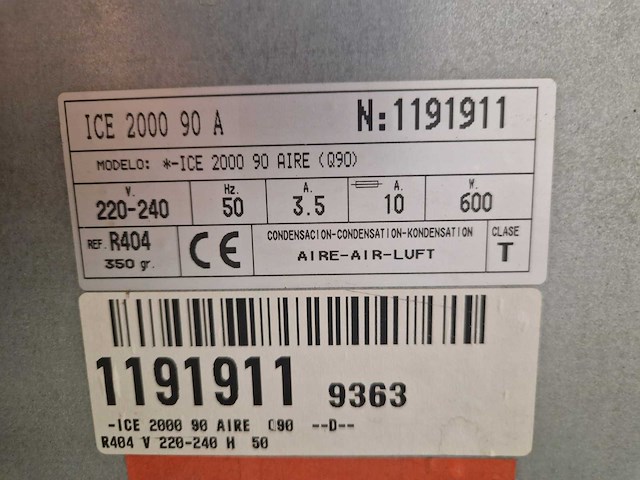 ICE 2000 90 A N:1191911
MODELO: *-ICE 2000 90 AIRE (Q90)
V. Hz. A. A. W.
220-240 50 3.5 10 600
REF. R404 CE CONDENSACION-CONDENSATION-KONDENSATION CLASE
350 gr. AIRE-AIR-LUFT T
1191911 9363
-ICE 2000 90 AIRE Q90 --D--
R404 V 220-240 H 50